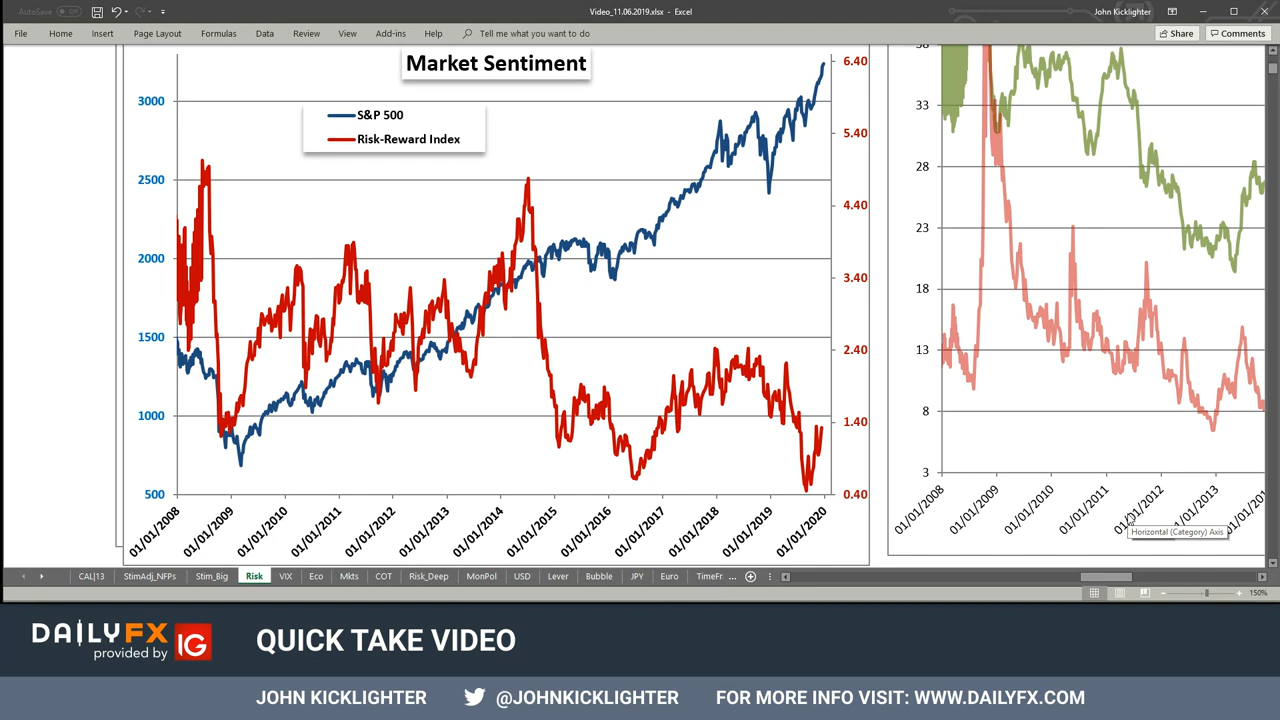 AutoSave Off
Video_11.06.2019.xlsx - Excel
John Kicklighter
File Home Insert Page Layout Formulas Data Review View Add-ins Help Tell me what you want to do
Share Comments
Market Sentiment
S&P 500
Risk-Reward Index
3000
2500
2000
1500
1000
500
6.40
5.40
4.40
3.40
2.40
1.40
0.40
01/01/2008 01/01/2009 01/01/2010 01/01/2011 01/01/2012 01/01/2013 01/01/2014 01/01/2015 01/01/2016 01/01/2017 01/01/2018 01/01/2019 01/01/2020
38
33
28
23
18
13
8
3
01/01/2008 01/01/2009 01/01/2010 01/01/2011 01/01/2012 01/01/2013
Horizontal (Category) Axis
CAL|13 StimAdj_NFPs Stim_Big Risk VIX Eco Mkts COT Risk_Deep MonPol USD Lever Bubble JPY Euro TimeFr ...
150%
DAILYFX
provided by IG
QUICK TAKE VIDEO
JOHN KICKLIGHTER @JOHNKICKLIGHTER FOR MORE INFO VISIT: WWW.DAILYFX.COM